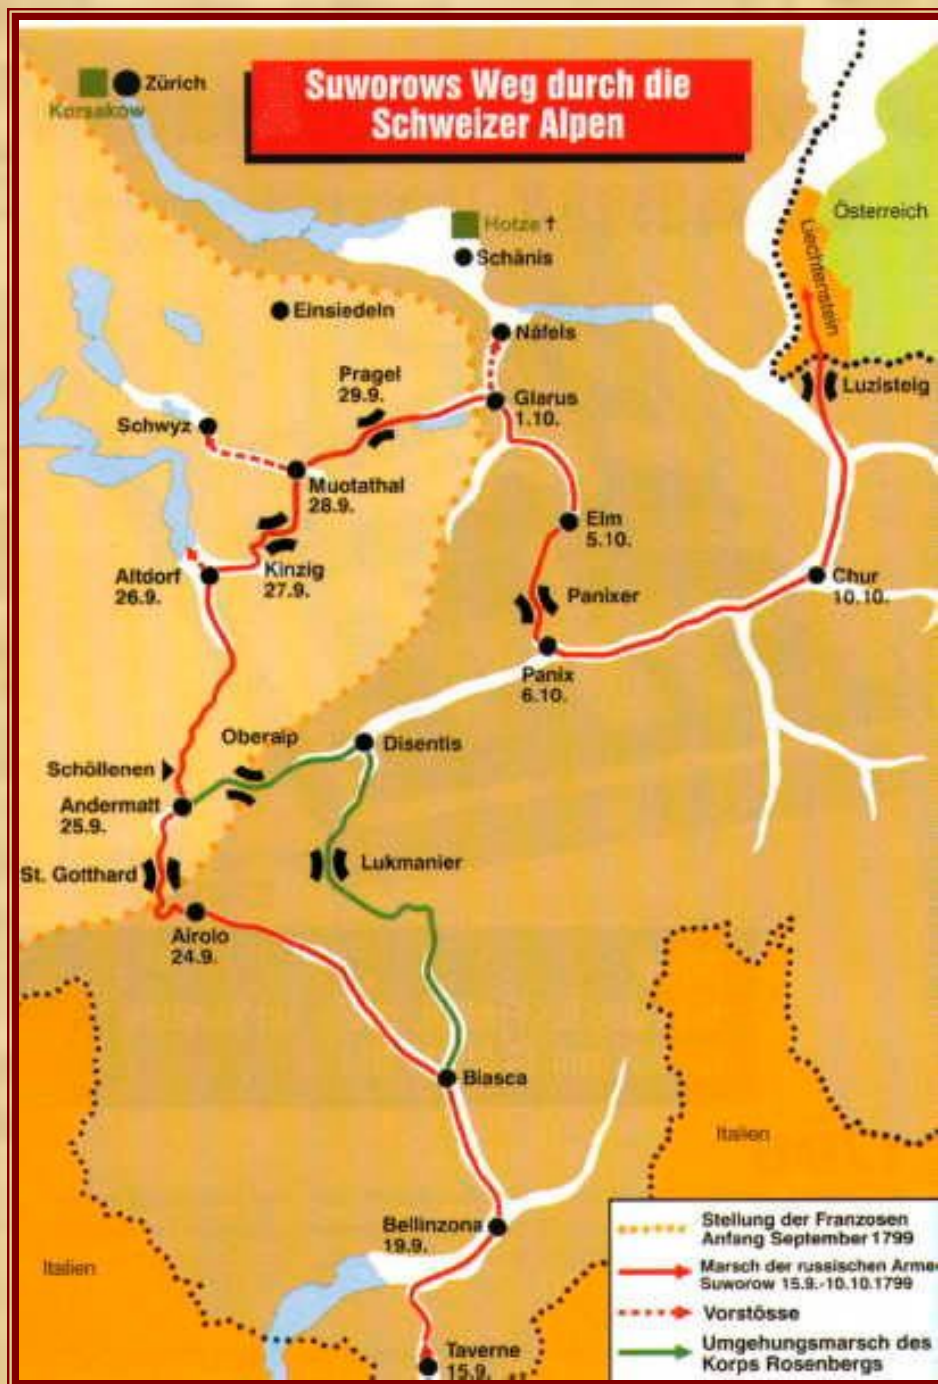 Suworows Weg durch die
Schweizer Alpen
Zürich
Korsakow
Österreich
Liechtenstein
Hotze †
Schänis
Einsiedeln
Näfels
Pragel
29.9.
Luzisteig
Glarus
1.10.
Schwyz
Muotathal
28.9.
Elm
5.10.
Altdorf
26.9.
Kinzig
27.9.
Panixer
Chur
10.10.
Panix
6.10.
Oberalp
Disentis
Schöllenen
Andermatt
25.9.
St. Gotthard
Lukmanier
Airolo
24.9.
Biasca
Italien
Bellinzona
19.9.
Italien
Taverne
15.9.
Stellung der Franzosen
Anfang September 1799
Marsch der russischen Armee
Suworow 15.9.-10.10.1799
Vorstösse
Umgehungsmarsch des
Korps Rosenbergs